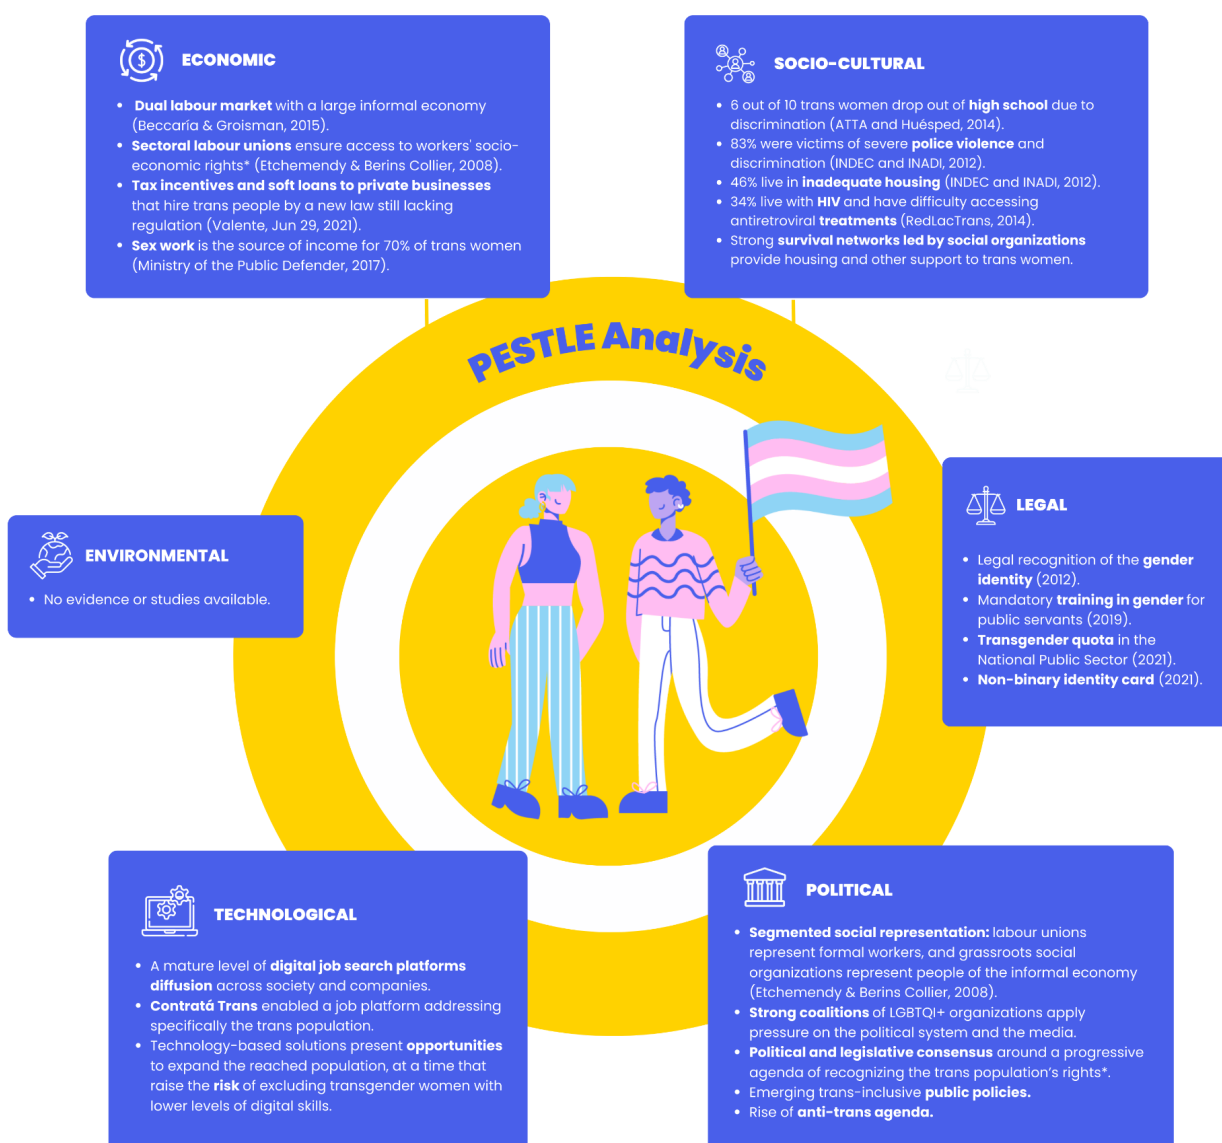 ECONOMIC
• Dual labour market with a large informal economy
(Beccaría & Groisman, 2015).
• Sectoral labour unions ensure access to workers' socio-
economic rights* (Etchemendy & Berins Collier, 2008).
• Tax incentives and soft loans to private businesses
that hire trans people by a new law still lacking
regulation (Valente, Jun 29, 2021).
• Sex work is the source of income for 70% of trans women
(Ministry of the Public Defender, 2017).
SOCIO-CULTURAL
• 6 out of 10 trans women drop out of high school due to
discrimination (ATTA and Huésped, 2014).
• 83% were victims of severe police violence and
discrimination (INDEC and INADI, 2012).
• 46% live in inadequate housing (INDEC and INADI, 2012).
• 34% live with HIV and have difficulty accessing
antiretroviral treatments (RedLacTrans, 2014).
• Strong survival networks led by social organizations
provide housing and other support to trans women.
PESTLE Analysis
LEGAL
• Legal recognition of the gender
identity (2012).
• Mandatory training in gender for
public servants (2019).
• Transgender quota in the
National Public Sector (2021).
• Non-binary identity card (2021).
ENVIRONMENTAL
• No evidence or studies available.
TECHNOLOGICAL
• A mature level of digital job search platforms
diffusion across society and companies.
• Contratá Trans enabled a job platform addressing
specifically the trans population.
• Technology-based solutions present opportunities
to expand the reached population, at a time that
raise the risk of excluding transgender women with
lower levels of digital skills.
POLITICAL
• Segmented social representation: labour unions
represent formal workers, and grassroots social
organizations represent people of the informal economy
(Etchemendy & Berins Collier, 2008).
• Strong coalitions of LGBTQI+ organizations apply
pressure on the political system and the media.
• Political and legislative consensus around a progressive
agenda of recognizing the trans population's rights*.
• Emerging trans-inclusive public policies.
• Rise of anti-trans agenda.